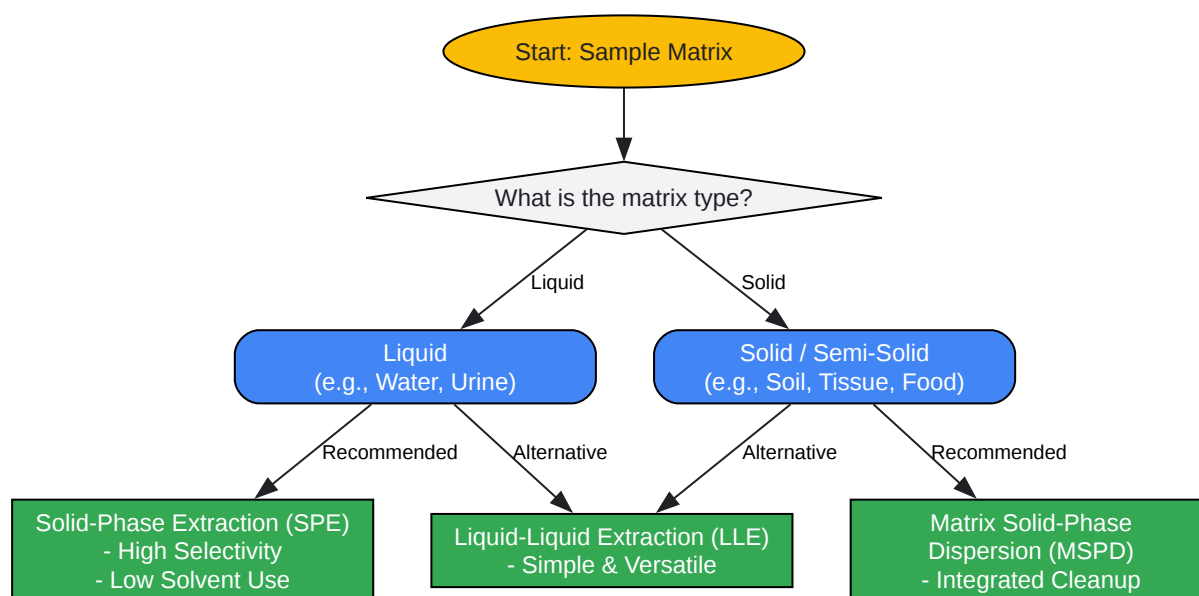 Start: Sample Matrix
What is the matrix type?
Liquid
Solid
Liquid
(e.g., Water, Urine)
Solid / Semi-Solid
(e.g., Soil, Tissue, Food)
Recommended
Alternative
Alternative
Recommended
Solid-Phase Extraction (SPE)
- High Selectivity
- Low Solvent Use
Liquid-Liquid Extraction (LLE)
- Simple & Versatile
Matrix Solid-Phase
Dispersion (MSPD)
- Integrated Cleanup